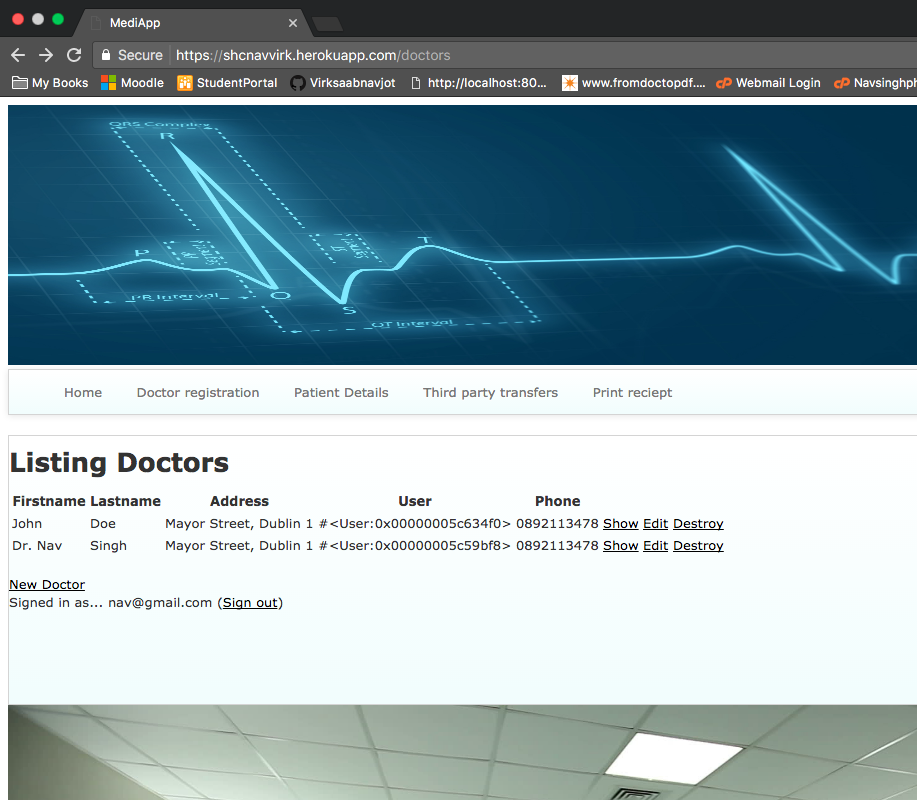 MediApp
Secure https://shcnavvirk.herokuapp.com/doctors
My Books Moodle StudentPortal Virksaabnavjot http://localhost:80... www.fromdoctopdf.... Webmail Login Navsinghph
QRS Complex
R
P
T
PR Interval
Q
S
QT Interval
Home Doctor registration Patient Details Third party transfers Print reciept
Listing Doctors
Firstname Lastname Address User Phone
John Doe Mayor Street, Dublin 1 #<User:0x00000005c634f0> 0892113478 Show Edit Destroy
Dr. Nav Singh Mayor Street, Dublin 1 #<User:0x00000005c59bf8> 0892113478 Show Edit Destroy
New Doctor
Signed in as... nav@gmail.com (Sign out)